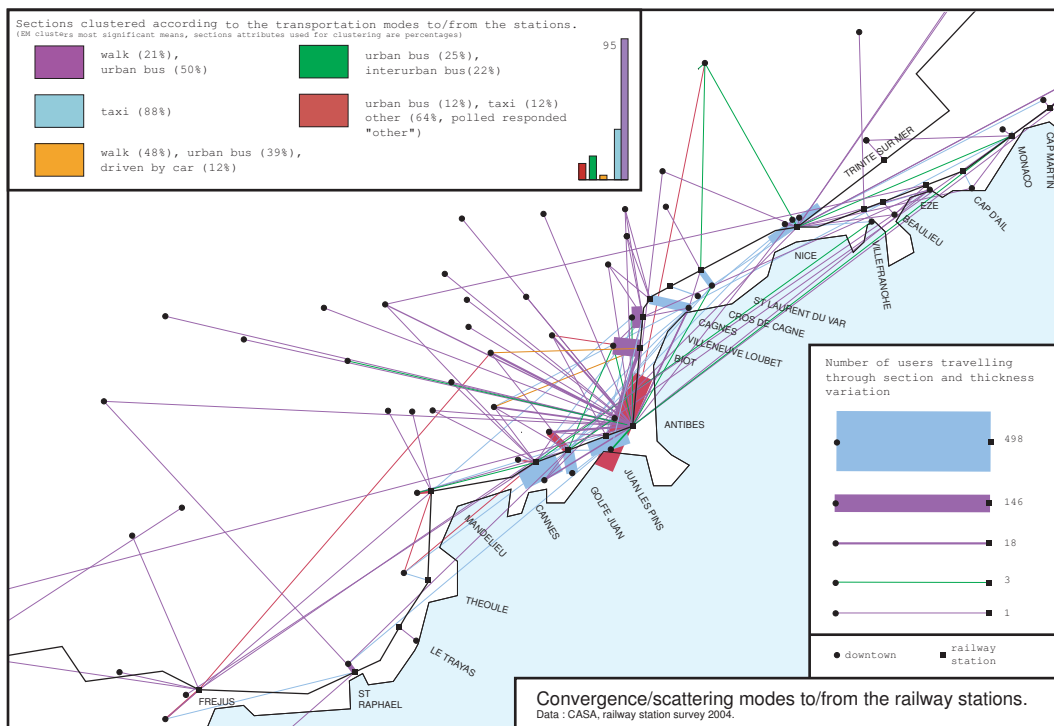 Sections clustered according to the transportation modes to/from the stations.
(EM clusters most significant means, sections attributes used for clustering are percentages)
walk (21%),
urban bus (50%)
urban bus (25%),
interurban bus(22%)
95
taxi (88%)
urban bus (12%), taxi (12%)
other (64%, polled responded
"other")
walk (48%), urban bus (39%),
driven by car (12%)
TRINITE SUR MER
CAP MARTIN
MONACO
CAP D'AIL
EZE
BEAULIEU
VILLEFRANCHE
NICE
ST LAURENT DU VAR
CROS DE CAGNE
CAGNES
VILLENEUVE LOUBET
BIOT
ANTIBES
JUAN LES PINS
GOLFE JUAN
CANNES
MANDELIEU
THEOULE
LE TRAYAS
ST
RAPHAEL
FREJUS
Number of users travelling
through section and thickness
variation
498
146
18
3
1
downtown
railway
station
Convergence/scattering modes to/from the railway stations.
Data : CASA, railway station survey 2004.